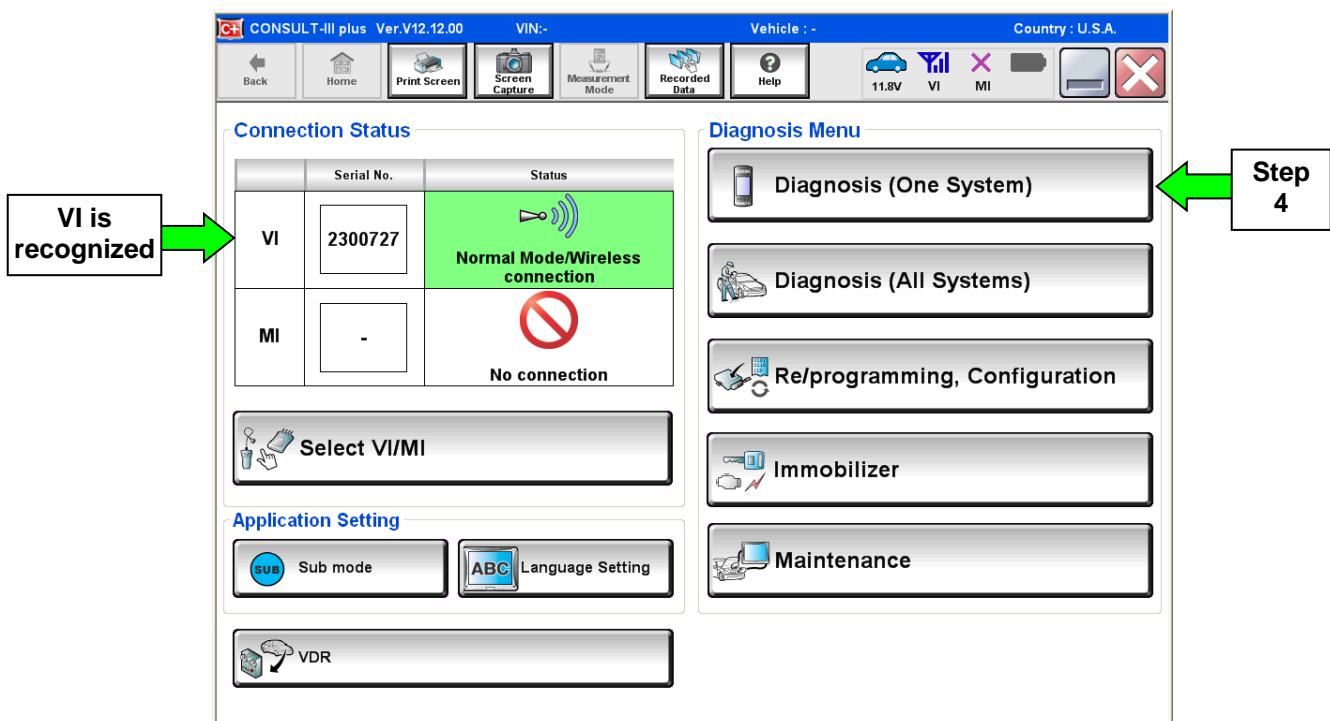 CONSULT-III plus Ver.V12.12.00 VIN:- Vehicle : - Country : U.S.A.
Back
Home
Print Screen
Screen
Capture
Measurement
Mode
Recorded
Data
Help
11.8V
VI
MI
Connection Status
Serial No. Status
VI
2300727
Normal Mode/Wireless
connection
MI
-
No connection
Select VI/MI
Application Setting
SUB
Sub mode
ABC
Language Setting
VDR
Diagnosis Menu
Diagnosis (One System)
Diagnosis (All Systems)
Re/programming, Configuration
Immobilizer
Maintenance
VI is
recognized
Step
4